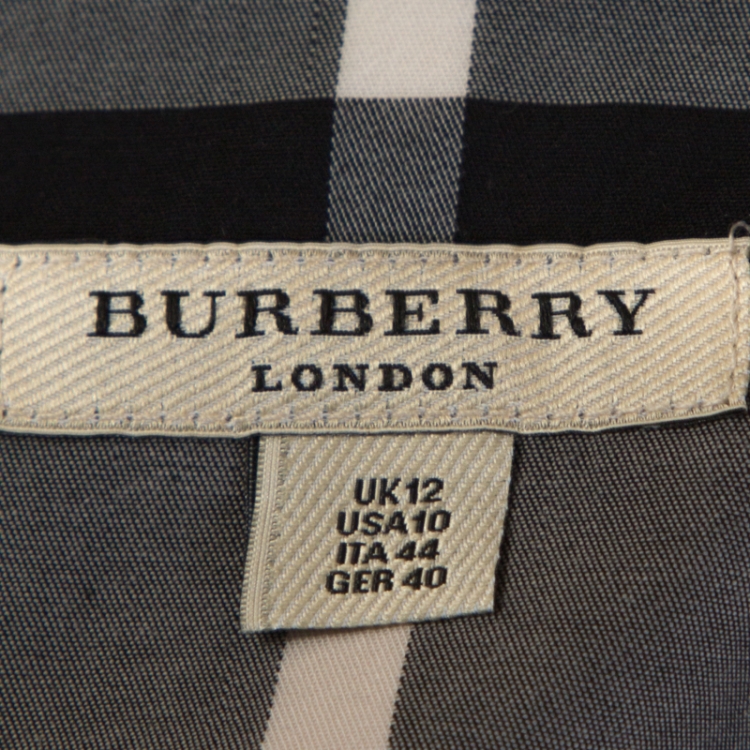 BURBERRY
LONDON
UK12
USA10
ITA 44
GER 40